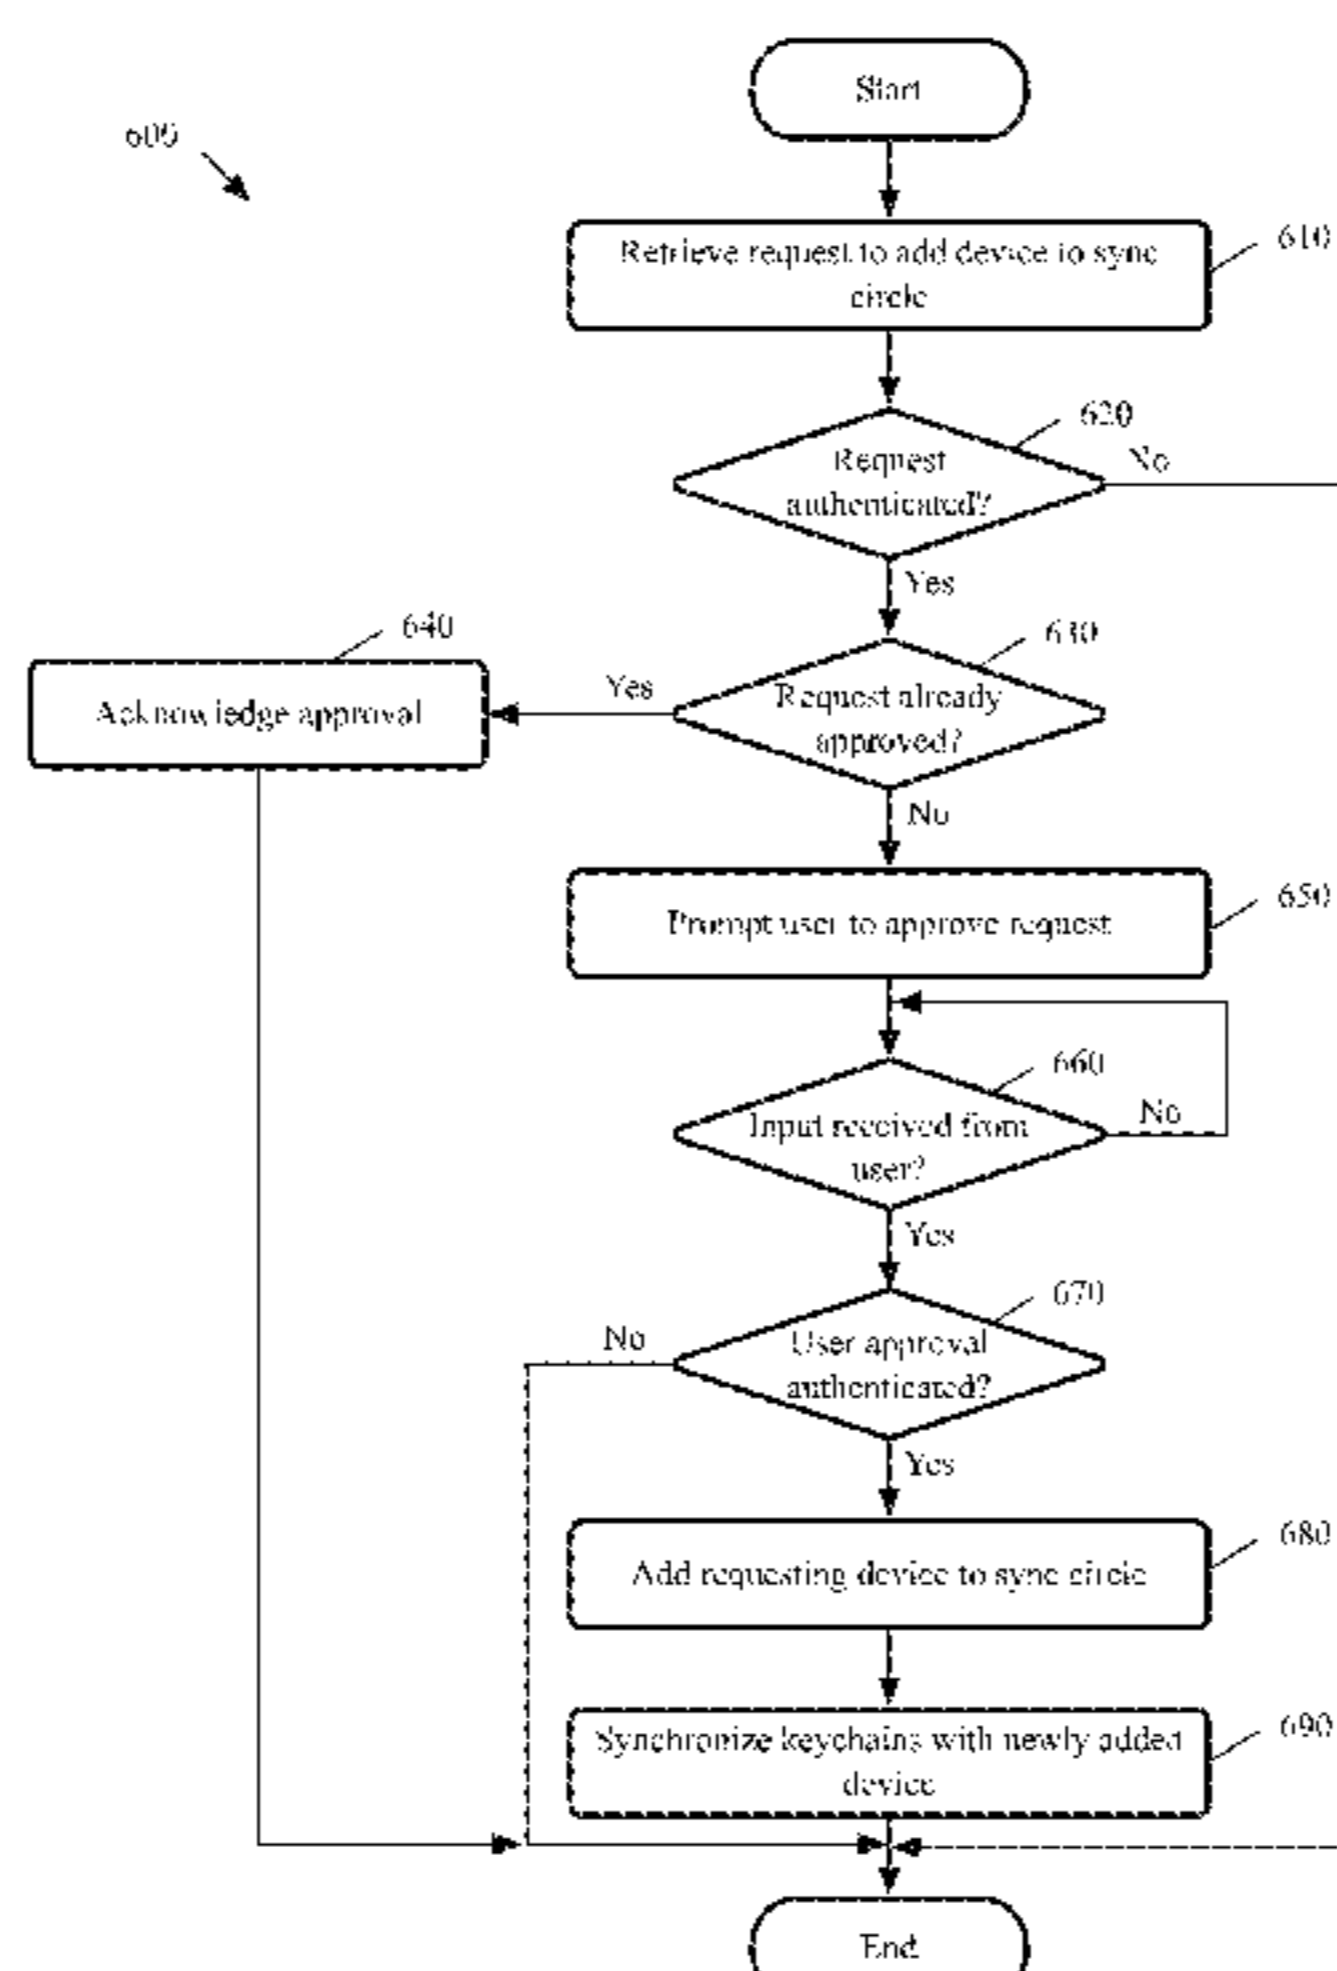 Start
600
Retrieve request to add device to sync
circle
610
620
Request
authenticated?
No
Yes
640
630
Acknowledge approval
Yes
Request already
approved?
No
Prompt user to approve request
650
660
Input received from
user?
No
Yes
670
No
User approval
authenticated?
Yes
Add requesting device to sync circle
680
Synchronize keychains with newly added
device
690
End